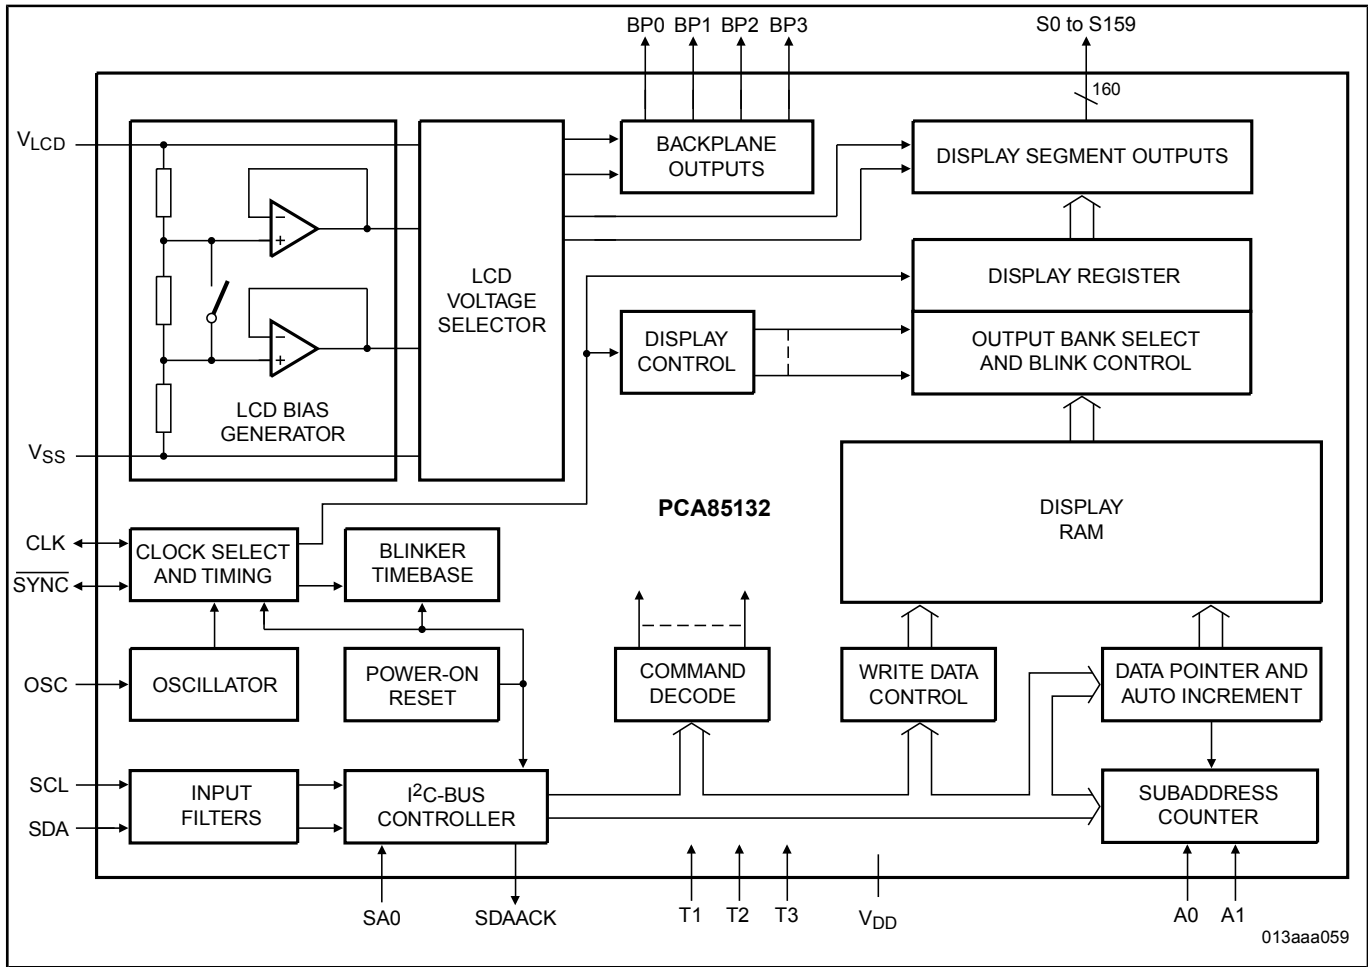 BP0 BP1 BP2 BP3
S0 to S159
160
VLCD
BACKPLANE
OUTPUTS
DISPLAY SEGMENT OUTPUTS
−
+
LCD
VOLTAGE
SELECTOR
DISPLAY REGISTER
−
+
DISPLAY
CONTROL
OUTPUT BANK SELECT
AND BLINK CONTROL
LCD BIAS
GENERATOR
VSS
PCA85132
DISPLAY
RAM
CLK
SYNC
CLOCK SELECT
AND TIMING
BLINKER
TIMEBASE
OSC
OSCILLATOR
POWER-ON
RESET
COMMAND
DECODE
WRITE DATA
CONTROL
DATA POINTER AND
AUTO INCREMENT
SCL
SDA
INPUT
FILTERS
I2C-BUS
CONTROLLER
SUBADDRESS
COUNTER
SA0
SDAACK
T1
T2
T3
VDD
A0
A1
013aaa059